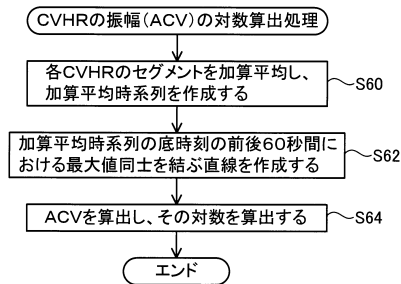 CVHRの振幅(ACV)の対数算出処理
各CVHRのセグメントを加算平均し、
加算平均時系列を作成する
S60
加算平均時系列の底時刻の前後60秒間に
おける最大値同士を結ぶ直線を作成する
S62
ACVを算出し、その対数を算出する
S64
エンド